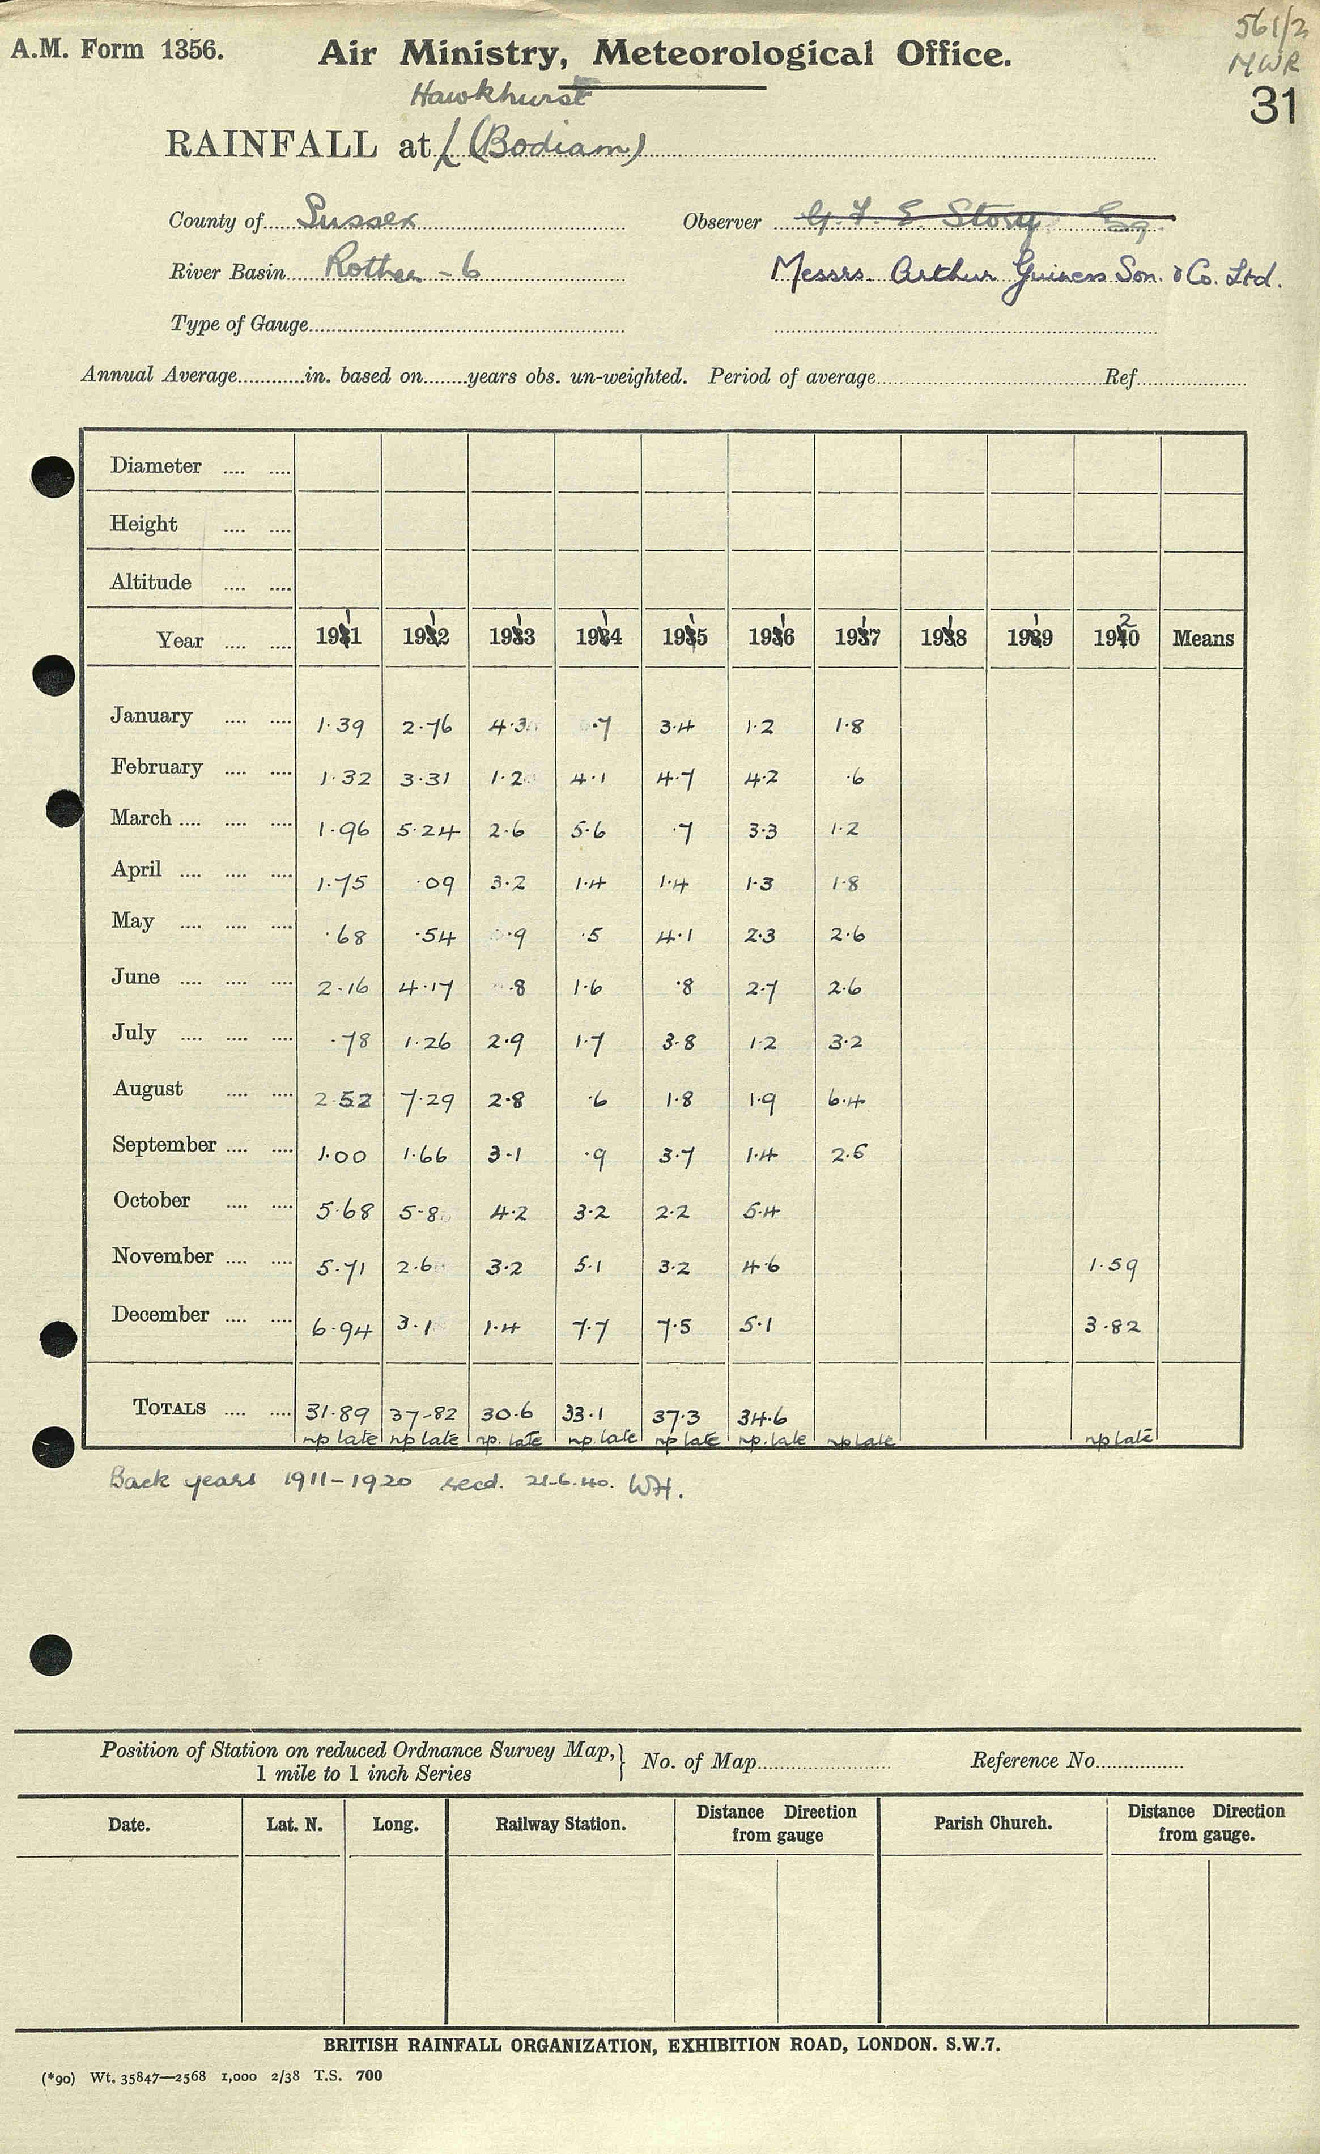 561/2
A.M. Form 1356. Air Ministry, Meteorological Office. MWR
31
Hawkhurst
RAINFALL at (Bodiam)
County of Sussex Observer G. F. E. Story Esq
River Basin Rother - 6 Messrs. Arthur Guiness Son & Co. Ltd.
Type of Gauge
Annual Average in. based on years obs. un-weighted. Period of average Ref.
Diameter
Height
Altitude
Year 1911 1912 1913 1914 1915 1916 1917 1918 1919 1920 Means
January 1.39 2.76 4.3 .7 3.4 1.2 1.8
February 1.32 3.31 1.2 4.1 4.7 4.2 .6
March 1.96 5.24 2.6 5.6 .7 3.3 1.2
April 1.75 .09 3.2 1.4 1.4 1.3 1.8
May .68 .54 .9 .5 4.1 2.3 2.6
June 2.16 4.17 .8 1.6 .8 2.7 2.6
July .78 1.26 2.9 1.7 3.8 1.2 3.2
August 2.52 7.29 2.8 .6 1.8 1.9 6.4
September 1.00 1.66 3.1 .9 3.7 1.4 2.5
October 5.68 5.8 4.2 3.2 2.2 5.4
November 5.71 2.6 3.2 5.1 3.2 4.6 1.59
December 6.94 3.1 1.4 7.7 7.5 5.1 3.82
TOTALS 31.89 37.82 30.6 33.1 37.3 34.6
np late np late np. late np. late np late np. late np late np late
Back years 1911-1920 recd. 21.6.40. WH.
Position of Station on reduced Ordnance Survey Map, } No. of Map Reference No.
1 mile to 1 inch Series
Date. Lat. N. Long. Railway Station. Distance Direction from gauge Parish Church. Distance Direction from gauge.
BRITISH RAINFALL ORGANIZATION, EXHIBITION ROAD, LONDON. S.W.7.
(*90) Wt. 35847—2568 1,000 2/38 T.S. 700